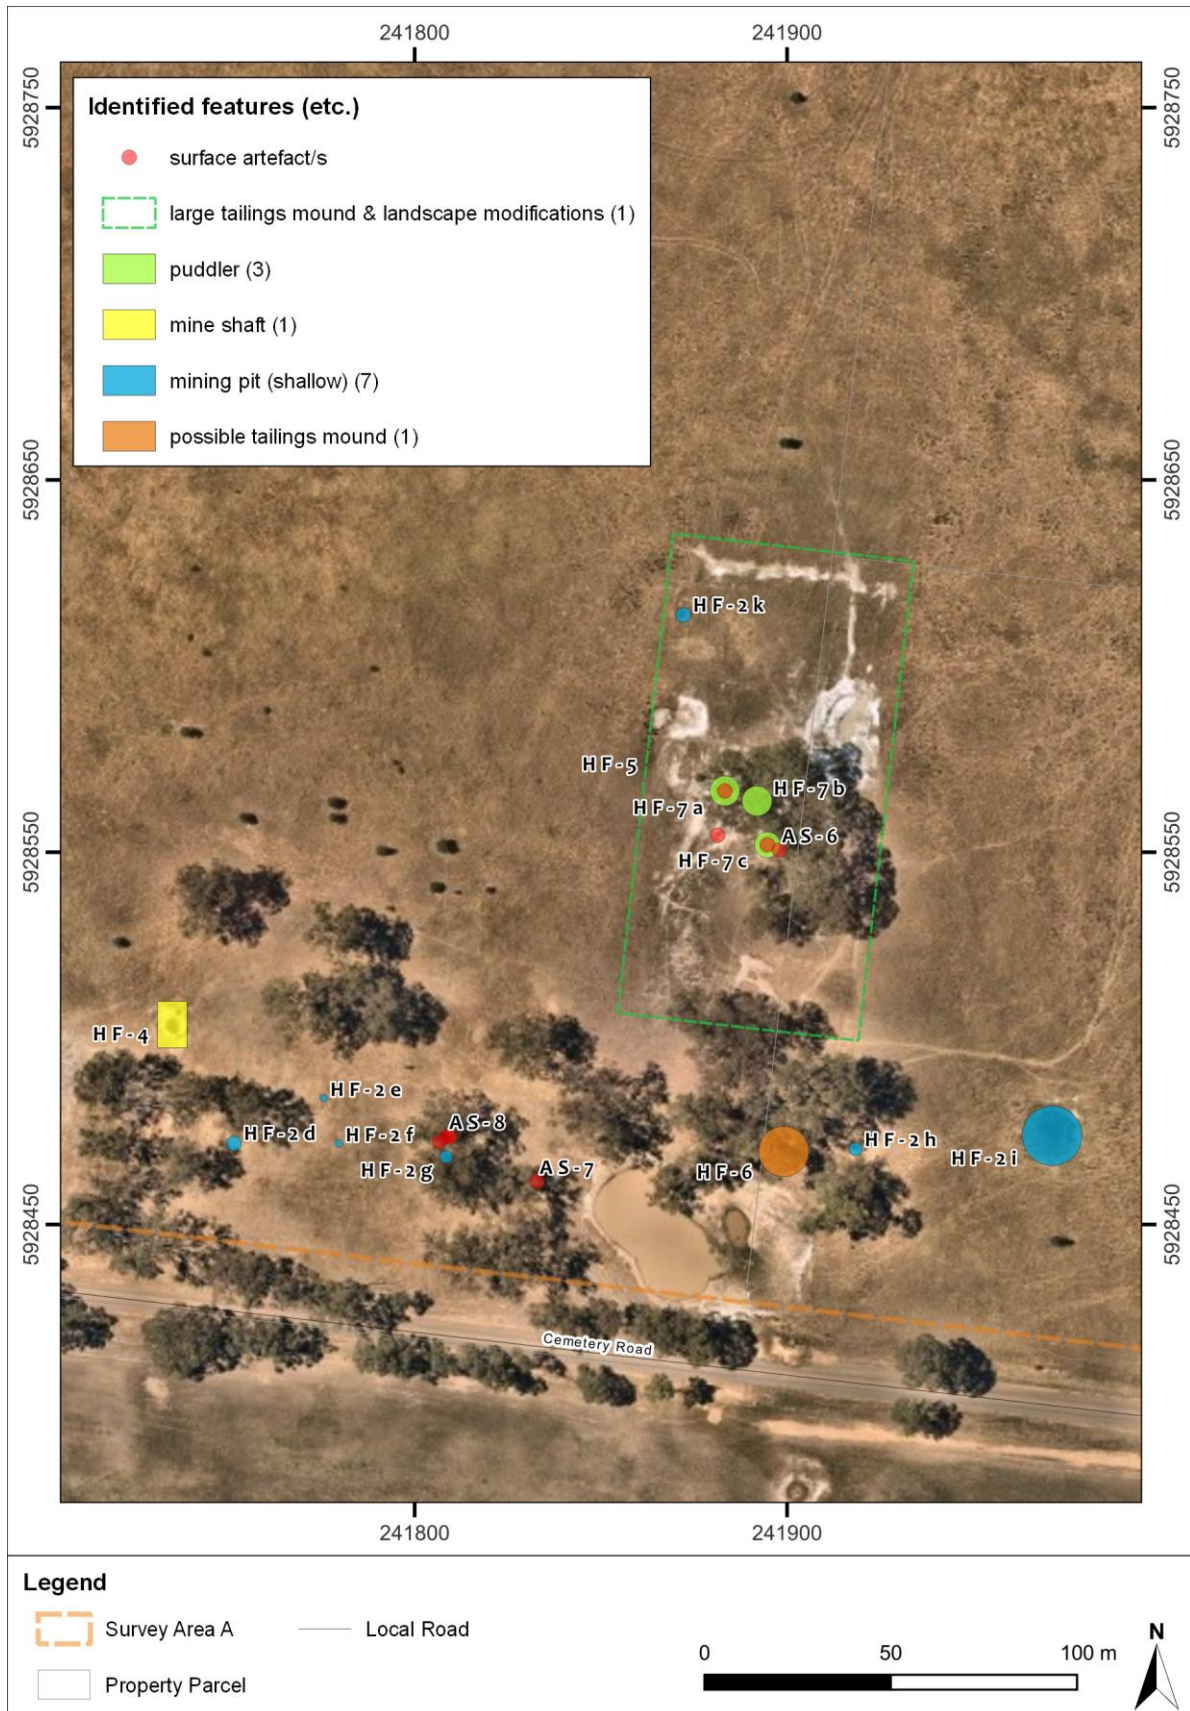 241800 241900
5928750 5928750
Identified features (etc.)
surface artefact/s
large tailings mound & landscape modifications (1)
puddler (3)
mine shaft (1)
mining pit (shallow) (7)
possible tailings mound (1)
5928650 5928650
HF-2k
HF-5
HF-7b
HF-7a
AS-6
HF-7c
5928550 5928550
HF-4
HF-2e
HF-2d
HF-2f
AS-8
HF-2g
AS-7
HF-6
HF-2h
HF-2i
5928450 5928450
Cemetery Road
241800 241900
Legend
Survey Area A
Local Road
Property Parcel
0 50 100 m
N